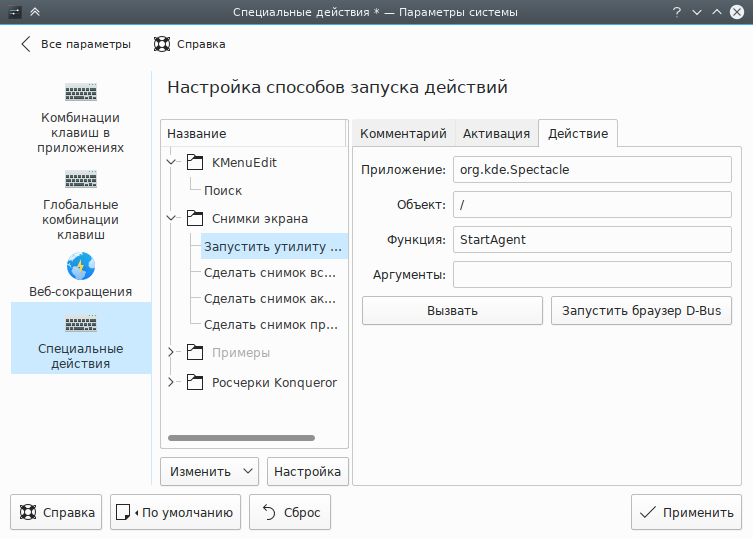 Специальные действия * — Параметры системы
Все параметры
Справка
Комбинации
клавиш в
приложениях
Глобальные
комбинации
клавиш
Веб-сокращения
Специальные
действия
Настройка способов запуска действий
Название
KMenuEdit
Поиск
Снимки экрана
Запустить утилиту ...
Сделать снимок вс...
Сделать снимок ак...
Сделать снимок пр...
Примеры
Росчерки Konqueror
Изменить
Настройка
Комментарий
Активация
Действие
Приложение: org.kde.Spectacle
Объект: /
Функция: StartAgent
Аргументы:
Вызвать
Запустить браузер D-Bus
Справка
По умолчанию
Сброс
Применить